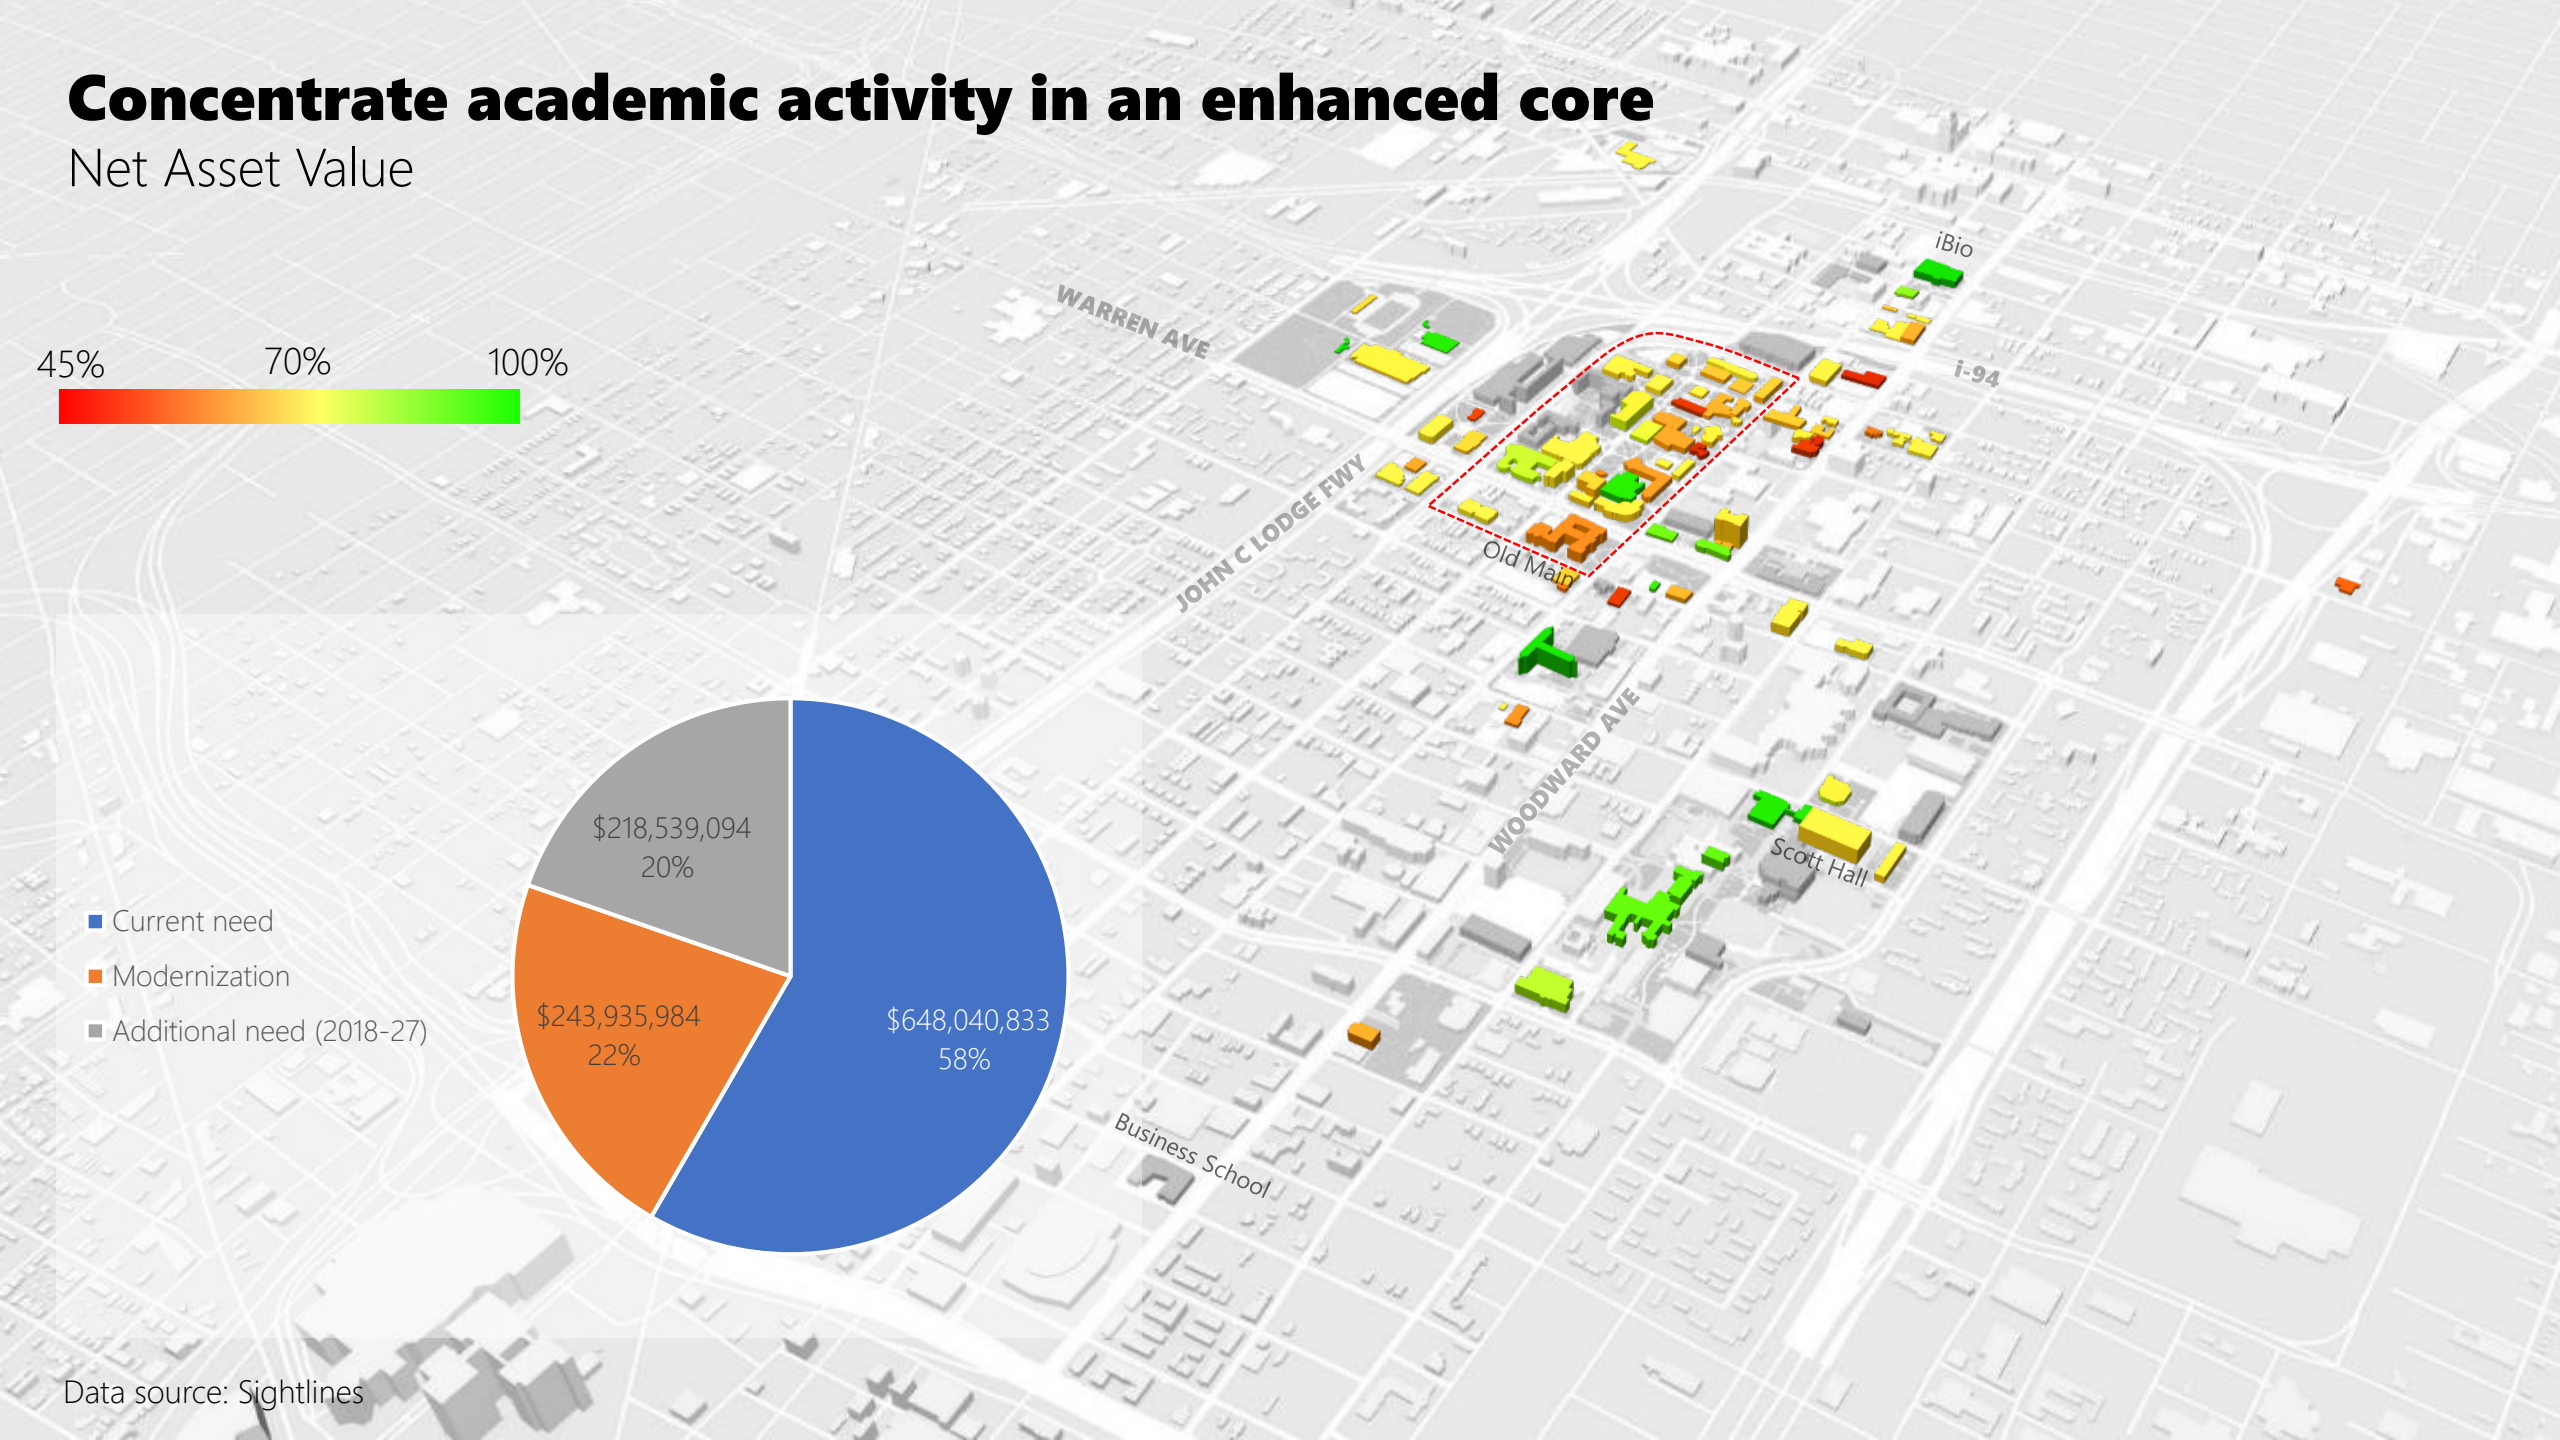 Concentrate academic activity in an enhanced core
Net Asset Value
45%
70%
100%
iBio
WARREN AVE
i-94
JOHN C LODGE FWY
Old Main
WOODWARD AVE
Scott Hall
Business School
$218,539,094
20%
$243,935,984
22%
$648,040,833
58%
Current need
Modernization
Additional need (2018-27)
Data source: Sightlines